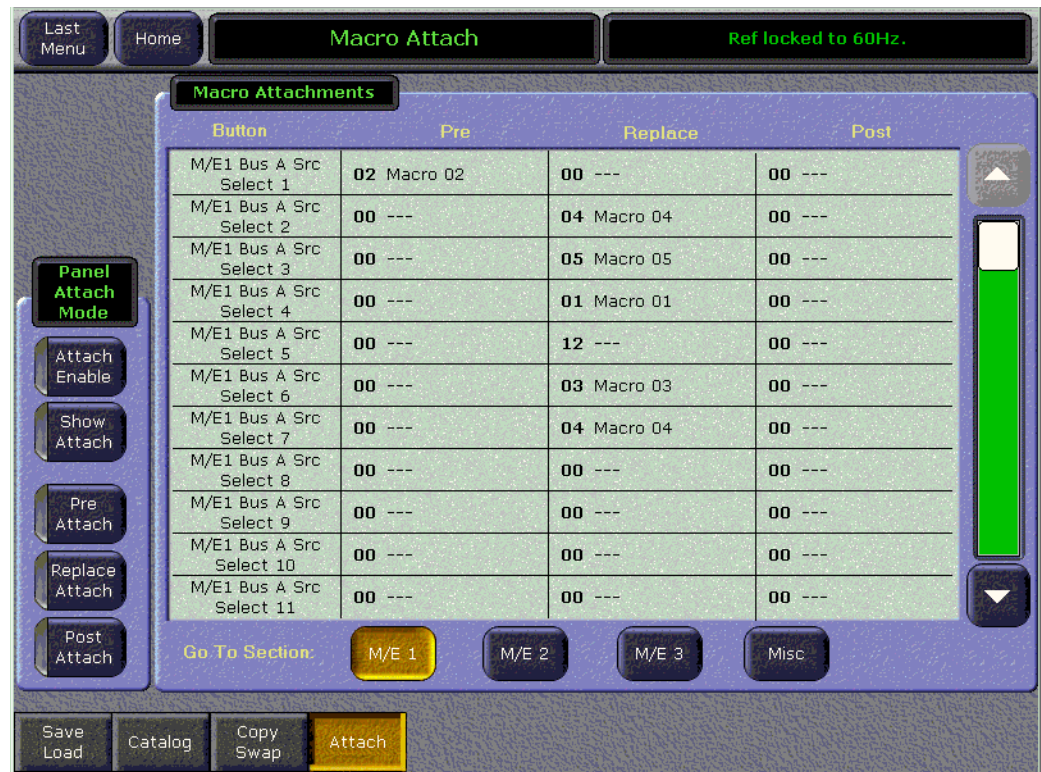 Last Menu Home Macro Attach Ref locked to 60Hz.
Macro Attachments
Button Pre Replace Post
M/E1 Bus A Src Select 1 02 Macro 02 00 --- 00 ---
M/E1 Bus A Src Select 2 00 --- 04 Macro 04 00 ---
M/E1 Bus A Src Select 3 00 --- 05 Macro 05 00 ---
M/E1 Bus A Src Select 4 00 --- 01 Macro 01 00 ---
M/E1 Bus A Src Select 5 00 --- 12 --- 00 ---
M/E1 Bus A Src Select 6 00 --- 03 Macro 03 00 ---
M/E1 Bus A Src Select 7 00 --- 04 Macro 04 00 ---
M/E1 Bus A Src Select 8 00 --- 00 --- 00 ---
M/E1 Bus A Src Select 9 00 --- 00 --- 00 ---
M/E1 Bus A Src Select 10 00 --- 00 --- 00 ---
M/E1 Bus A Src Select 11 00 --- 00 --- 00 ---
Go To Section: M/E 1 M/E 2 M/E 3 Misc
Panel Attach Mode
Attach Enable
Show Attach
Pre Attach
Replace Attach
Post Attach
Save Load Catalog Copy Swap Attach